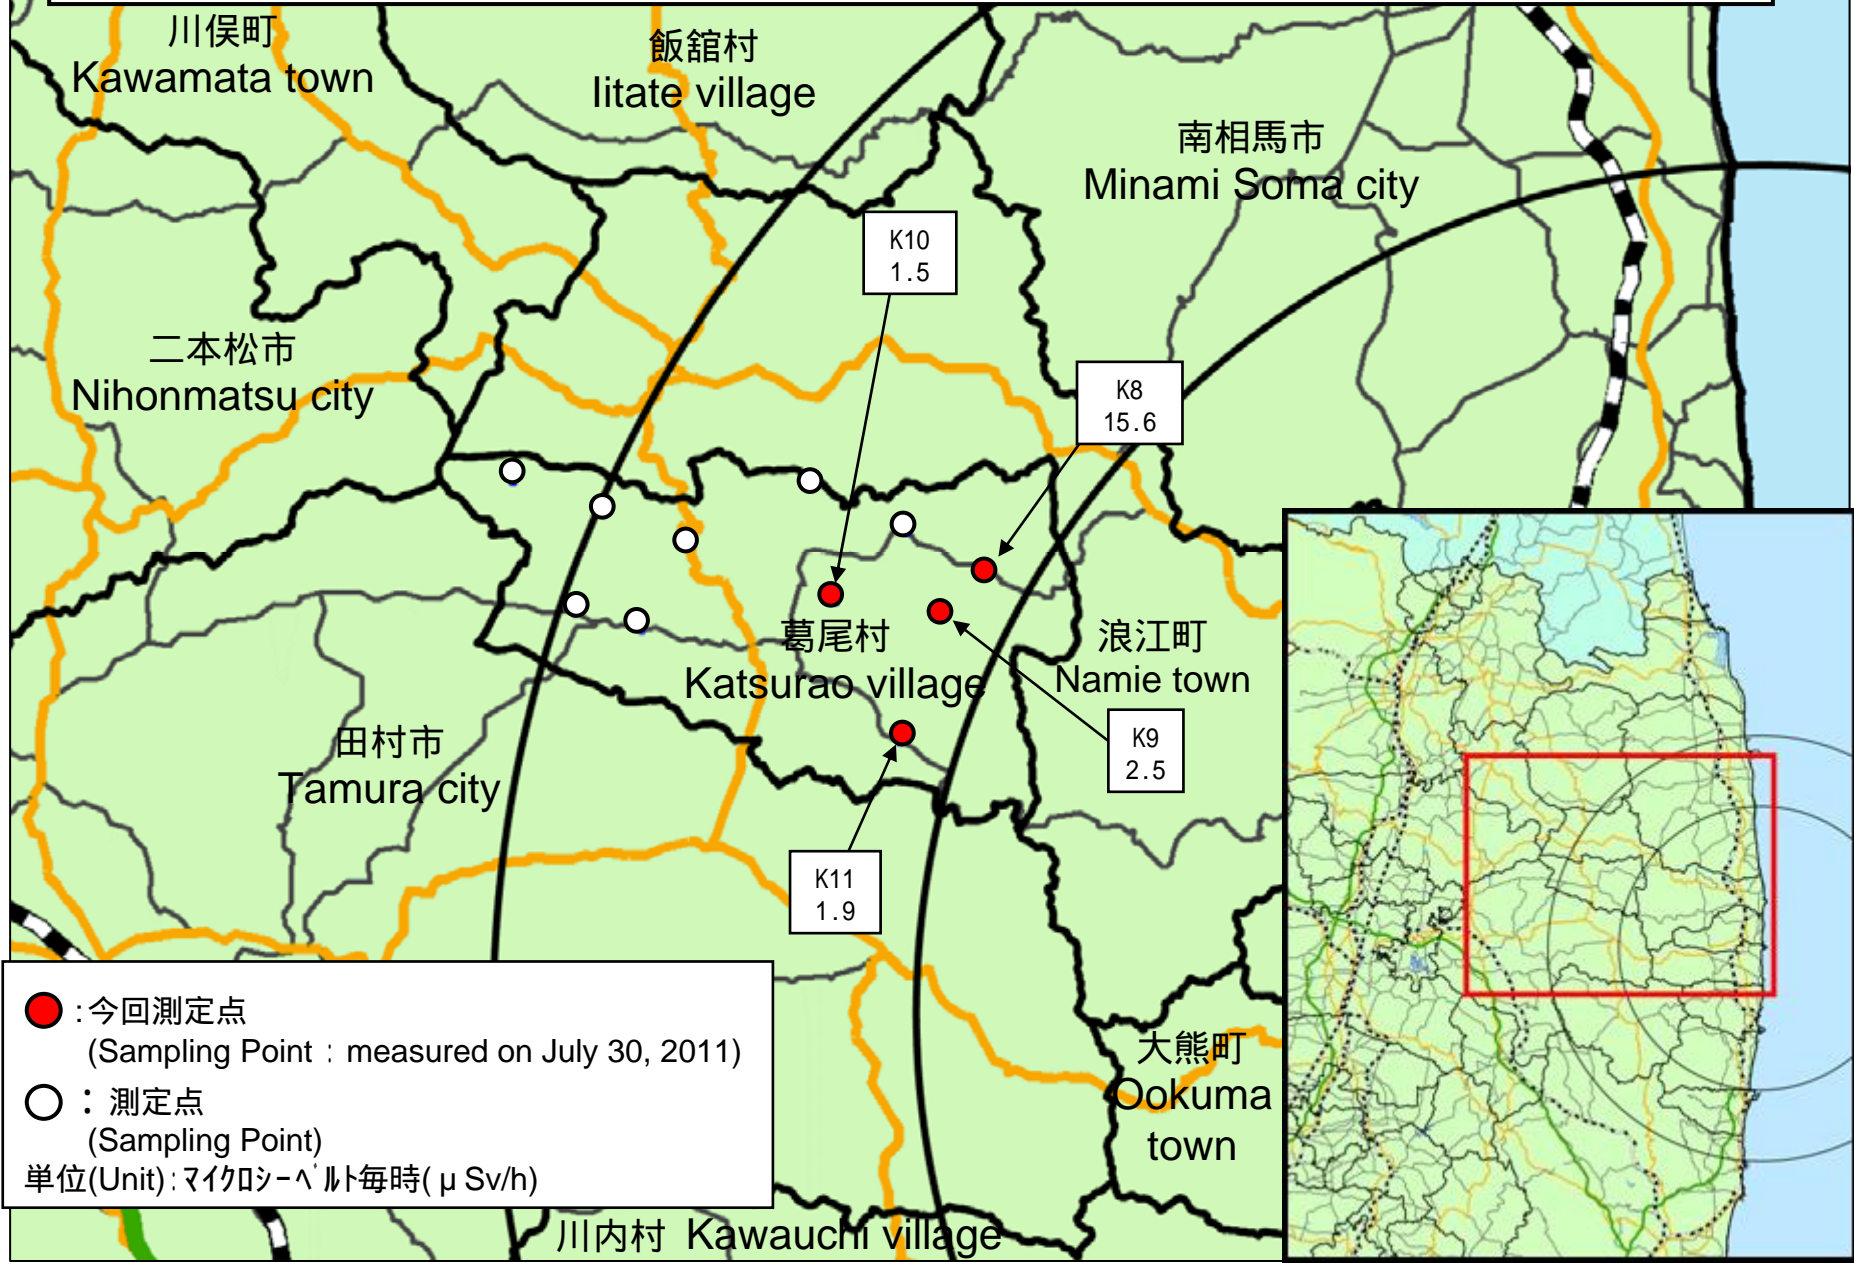 川俣町
Kawamata town
飯舘村
Iitate village
南相馬市
Minami Soma city
K10
1.5
二本松市
Nihonmatsu city
K8
15.6
葛尾村
Katsurao village
浪江町
Namie town
K9
2.5
田村市
Tamura city
K11
1.9
:今回測定点
(Sampling Point : measured on July 30, 2011)
: 測定点
(Sampling Point)
単位(Unit):マイクロシーベルト毎時(μSv/h)
大熊町
Ookuma
town
川内村 Kawauchi village